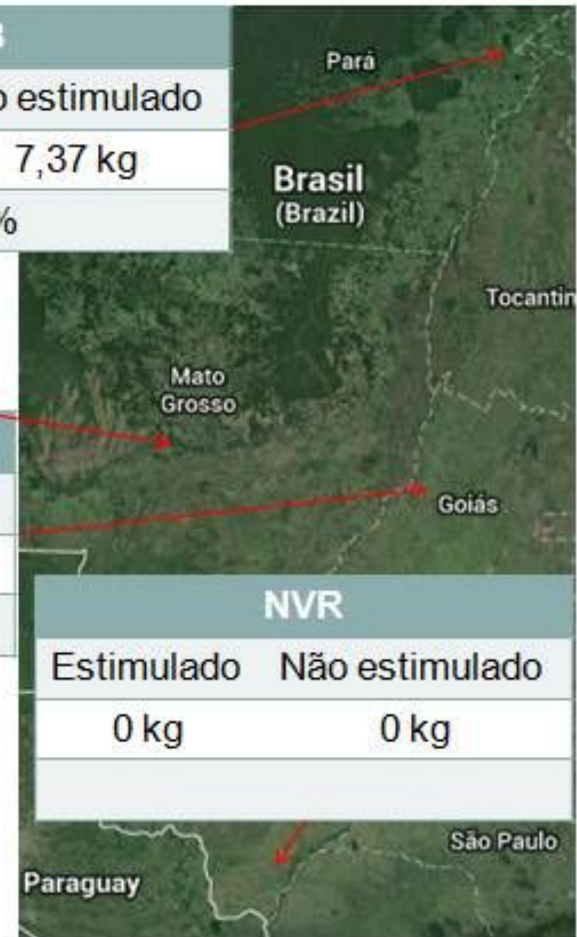 Pará
estimulado
7,37 kg
%
Brasil
(Brazil)
Mato
Grosso
Goiás
NVR
Estimulado Não estimulado
0 kg 0 kg
São Paulo
Paraguay